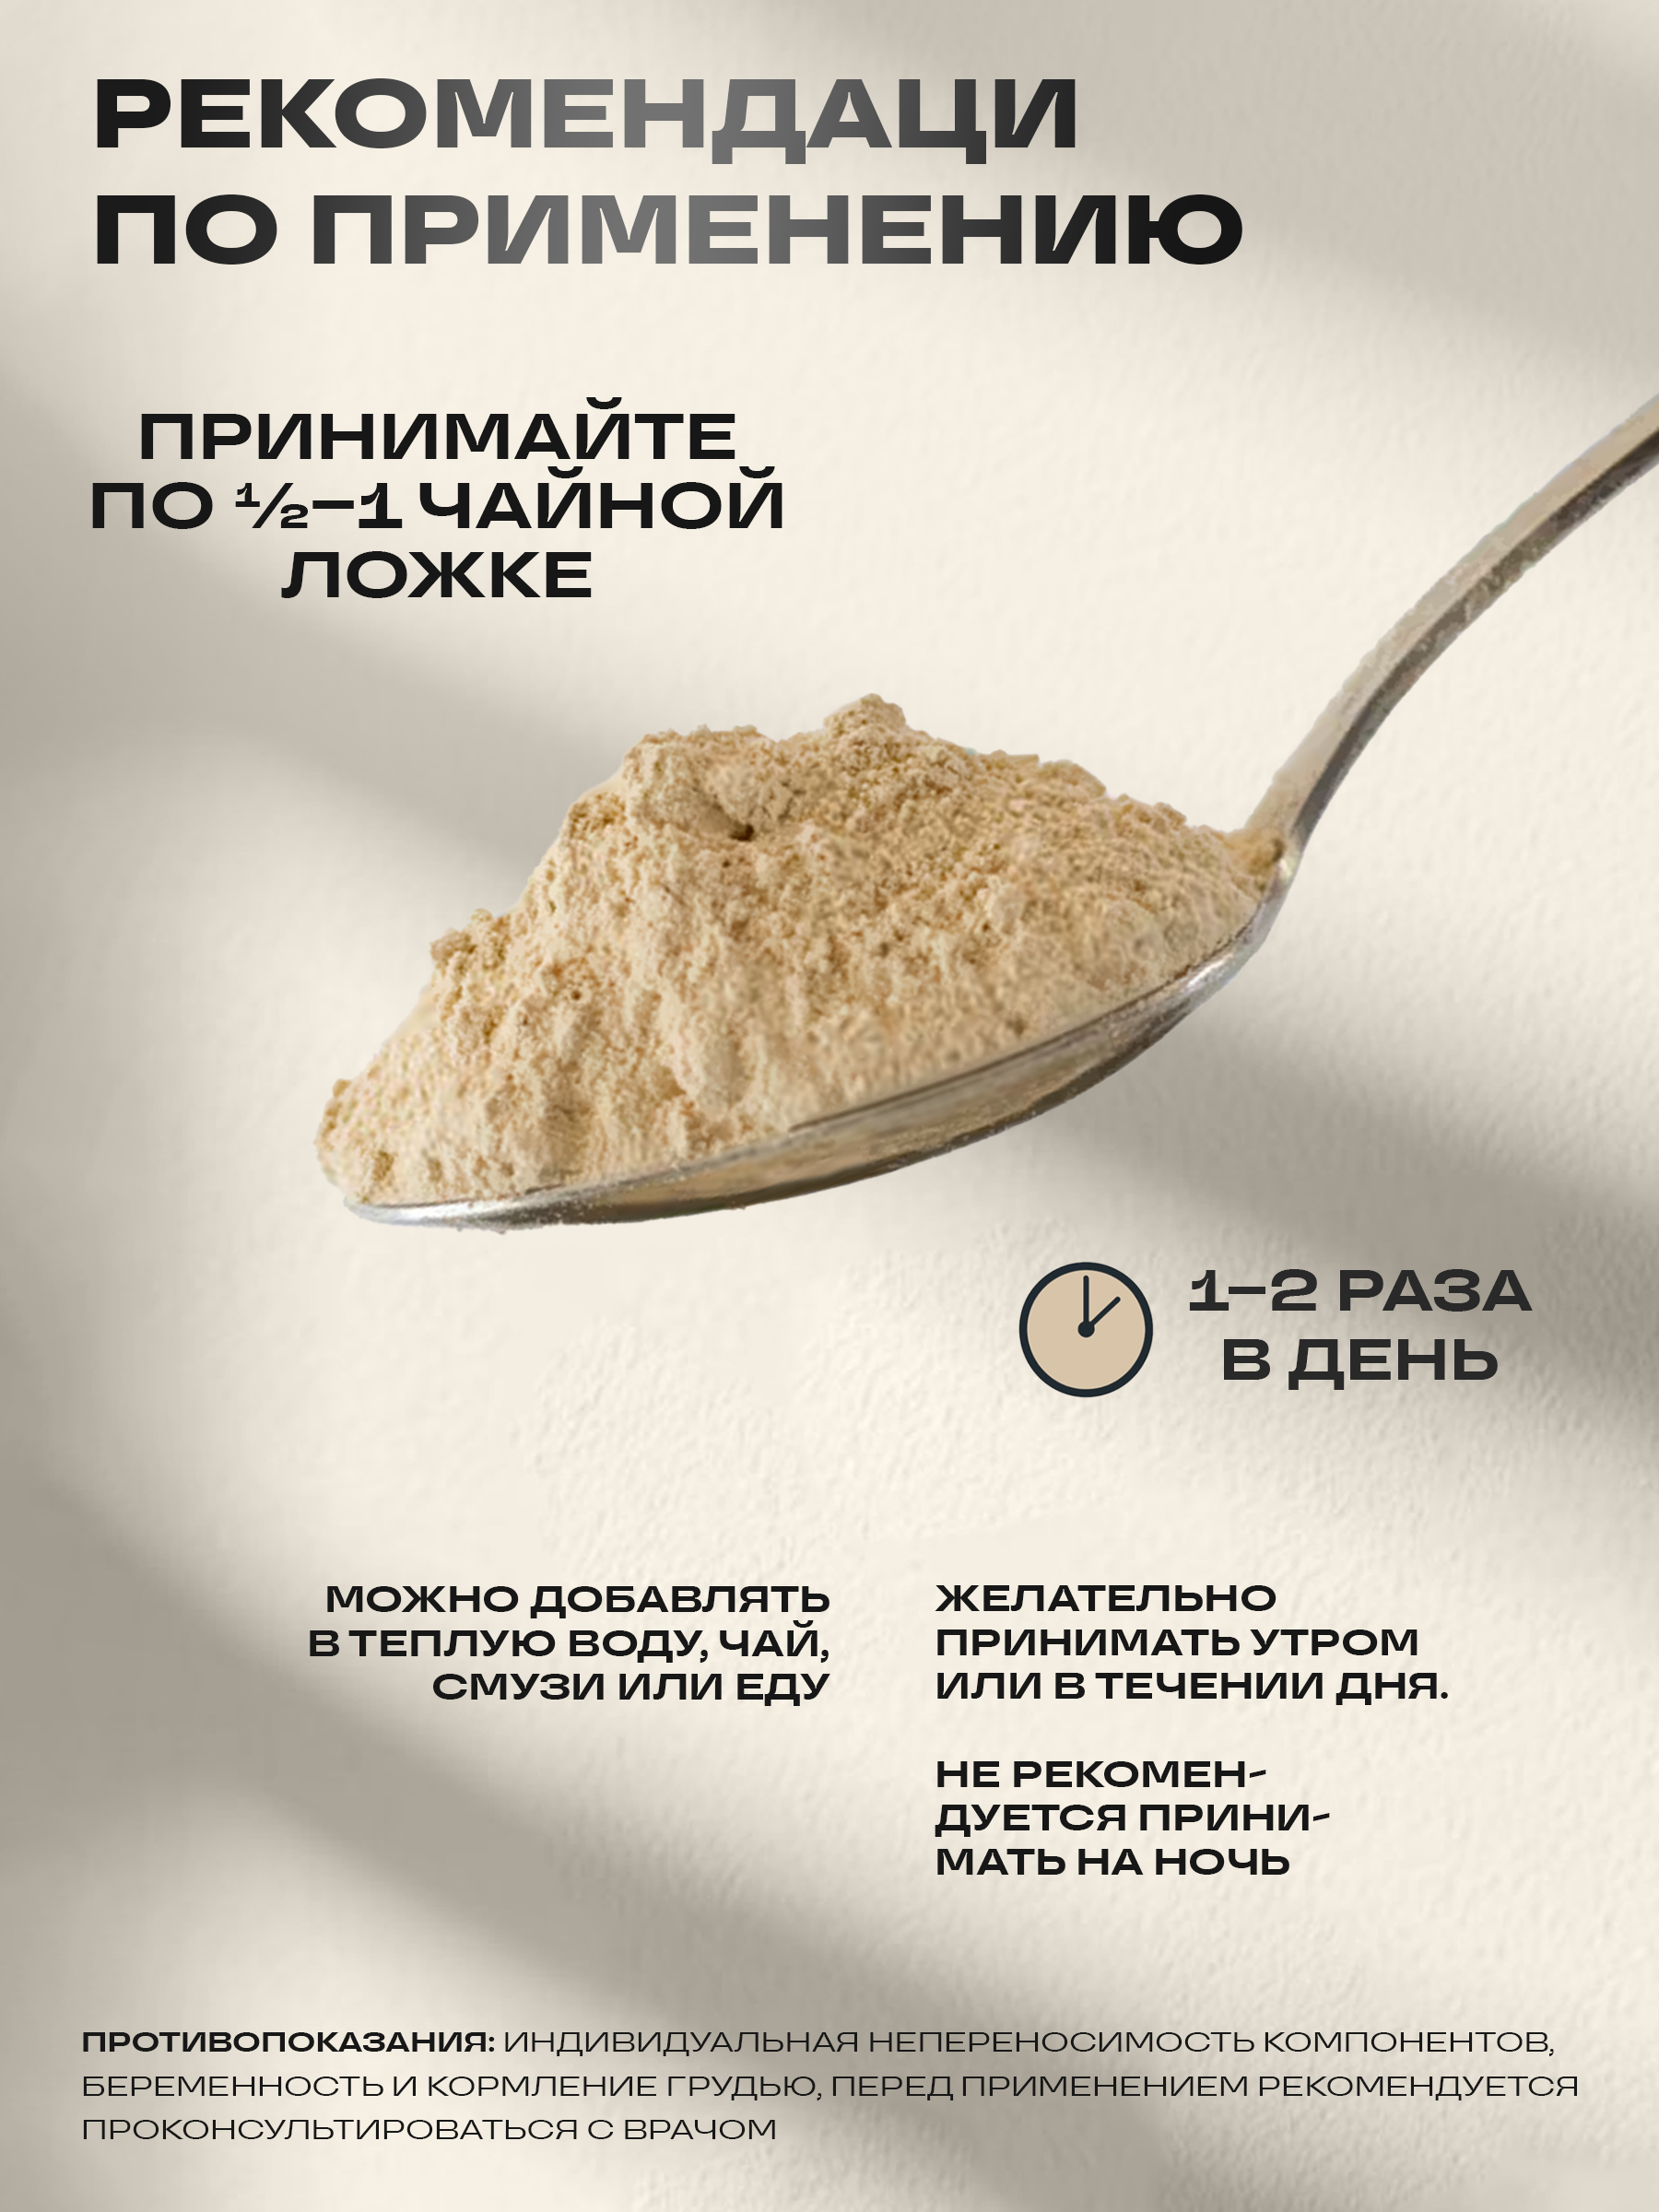 РЕКОМЕНДАЦИ
ПО ПРИМЕНЕНИЮ
ПРИНИМАЙТЕ
ПО ½–1 ЧАЙНОЙ
ЛОЖКЕ
1–2 РАЗА
В ДЕНЬ
МОЖНО ДОБАВЛЯТЬ
В ТЕПЛУЮ ВОДУ, ЧАЙ,
СМУЗИ ИЛИ ЕДУ
ЖЕЛАТЕЛЬНО
ПРИНИМАТЬ УТРОМ
ИЛИ В ТЕЧЕНИИ ДНЯ.
НЕ РЕКОМЕН-
ДУЕТСЯ ПРИНИ-
МАТЬ НА НОЧЬ
ПРОТИВОПОКАЗАНИЯ: ИНДИВИДУАЛЬНАЯ НЕПЕРЕНОСИМОСТЬ КОМПОНЕНТОВ,
БЕРЕМЕННОСТЬ И КОРМЛЕНИЕ ГРУДЬЮ, ПЕРЕД ПРИМЕНЕНИЕМ РЕКОМЕНДУЕТСЯ
ПРОКОНСУЛЬТИРОВАТЬСЯ С ВРАЧОМ